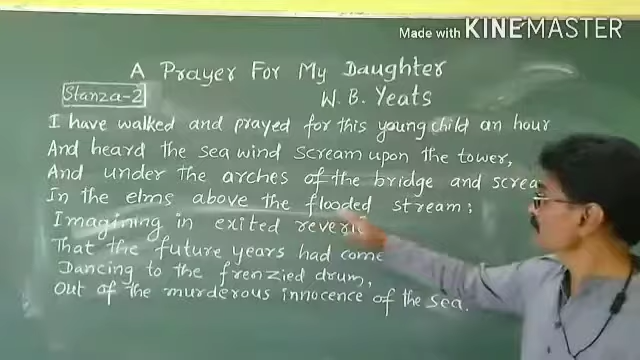 Made with KINEMASTER
A Prayer For My Daughter
Stanza-2
W. B. Yeats
I have walked and prayed for this young child an hour
And heard the sea wind scream upon the tower,
And under the arches of the bridge and screa
In the elms above the flooded stream;
Imagining in exited reveri
That the future years had come
Dancing to the frenzied drum,
Out of the murderous innocence of the sea.